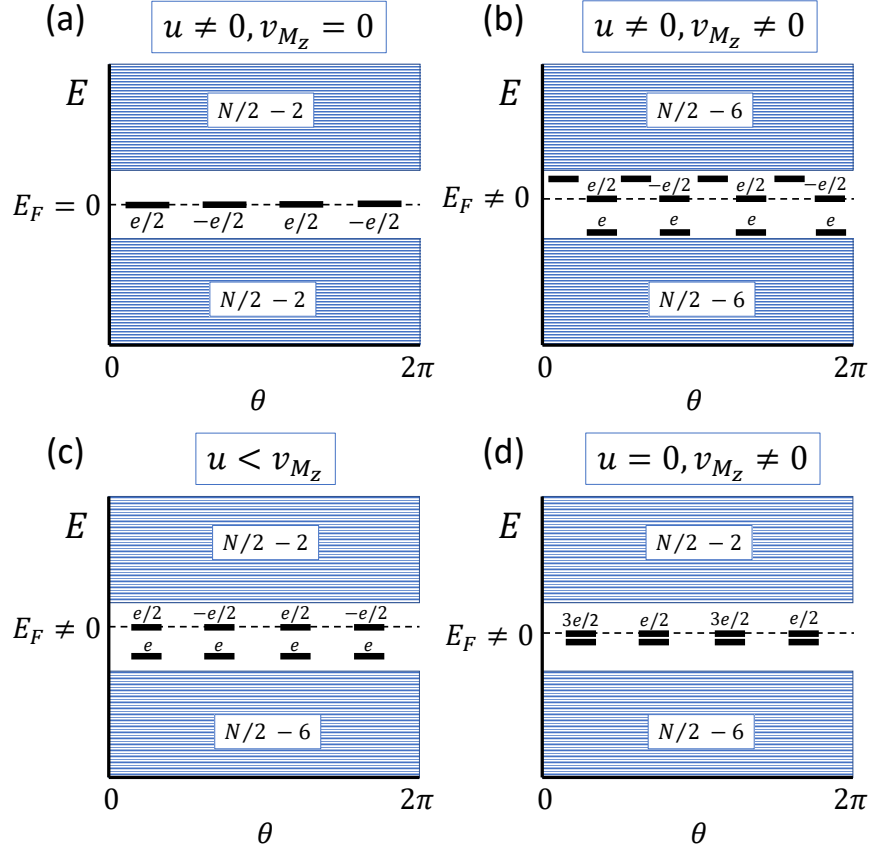 (a) u ≠ 0, v_{M_z} = 0
E
N/2 − 2
E_F = 0
e/2 −e/2 e/2 −e/2
N/2 − 2
0 2π
θ
(b) u ≠ 0, v_{M_z} ≠ 0
E
N/2 − 6
E_F ≠ 0
e/2 −e/2 e/2 −e/2
e e e e
N/2 − 6
0 2π
θ
(c) u < v_{M_z}
E
N/2 − 2
e/2 −e/2 e/2 −e/2
E_F ≠ 0
e e e e
N/2 − 6
0 2π
θ
(d) u = 0, v_{M_z} ≠ 0
E
N/2 − 2
3e/2 e/2 3e/2 e/2
E_F ≠ 0
N/2 − 6
0 2π
θ